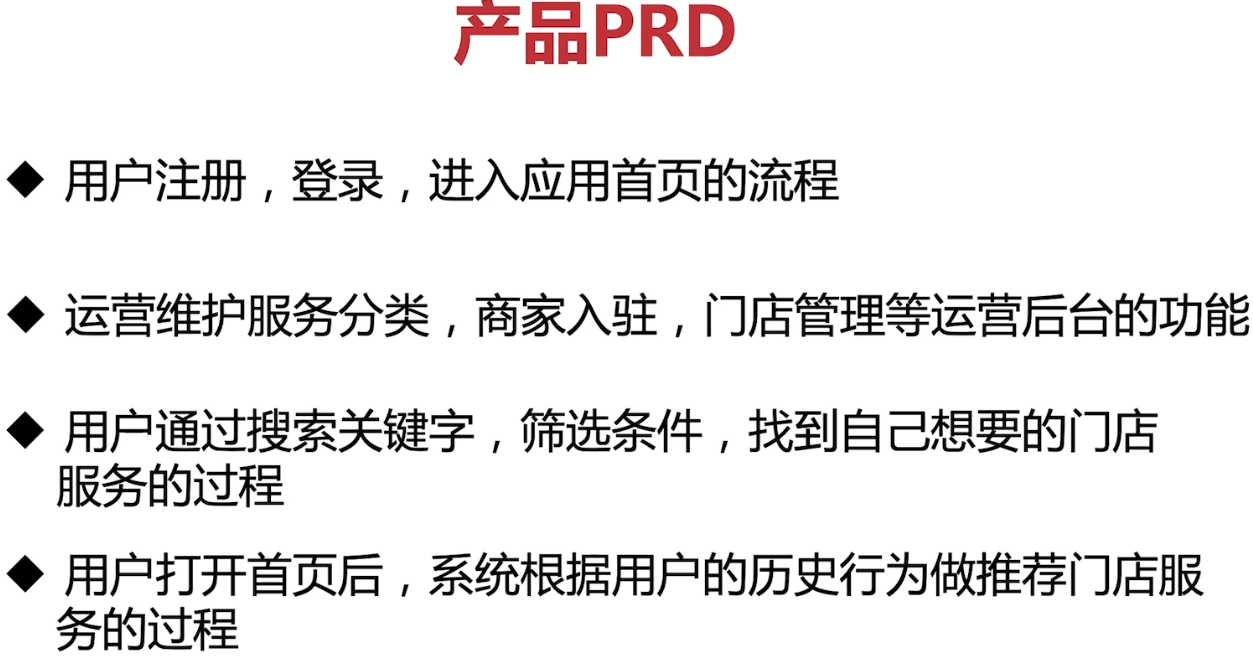 产品PRD
◆ 用户注册，登录，进入应用首页的流程
◆ 运营维护服务分类，商家入驻，门店管理等运营后台的功能
◆ 用户通过搜索关键字，筛选条件，找到自己想要的门店
服务的过程
◆ 用户打开首页后，系统根据用户的历史行为做推荐门店服
务的过程